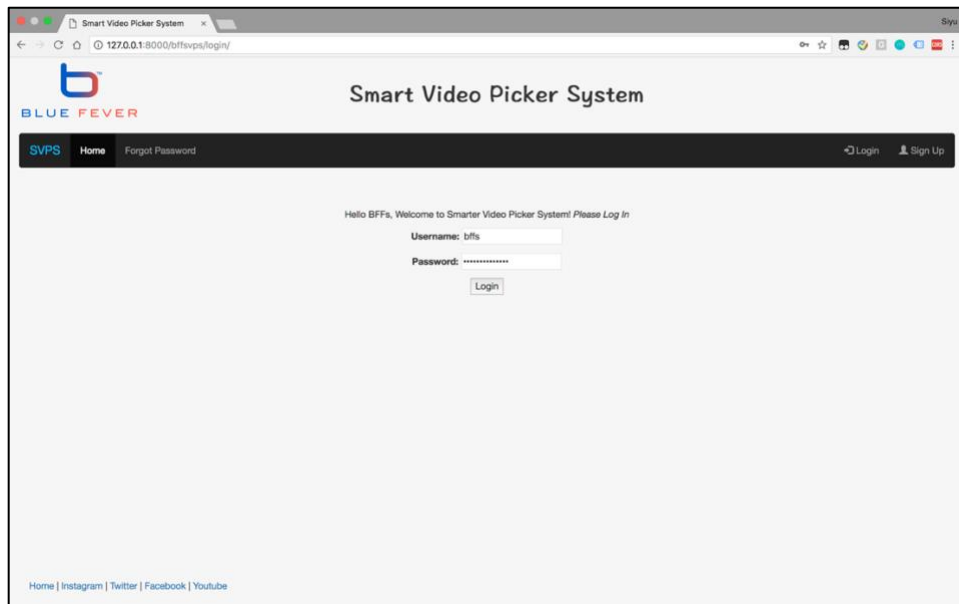 Smart Video Picker System
Siyu
127.0.0.1:8000/bffsvps/login/
BLUE FEVER
Smart Video Picker System
SVPS Home Forgot Password Login Sign Up
Hello BFFs, Welcome to Smarter Video Picker System! Please Log In
Username: bffs
Password: ••••••••••••••
Login
Home | Instagram | Twitter | Facebook | Youtube